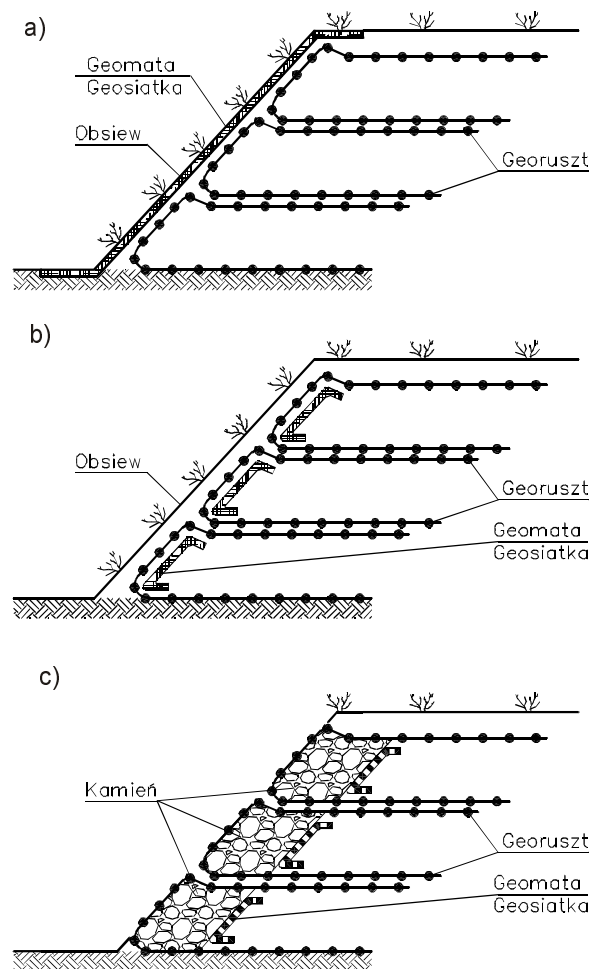 a)
Geomata
Geosiatka
Obsiew
Georuszt
b)
Obsiew
Georuszt
Geomata
Geosiatka
c)
Kamień
Georuszt
Geomata
Geosiatka